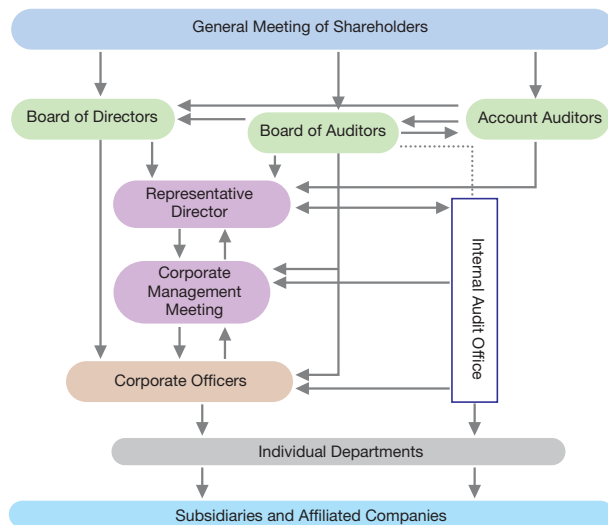 General Meeting of Shareholders
Board of Directors
Board of Auditors
Account Auditors
Representative
Director
Corporate
Management
Meeting
Internal Audit Office
Corporate Officers
Individual Departments
Subsidiaries and Affiliated Companies